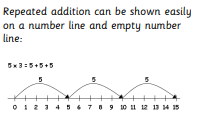 Repeated addition can be shown easily
on a number line and empty number
line:
5 x 3 = 5 + 5 + 5
5 5 5
0 1 2 3 4 5 6 7 8 9 10 11 12 13 14 15